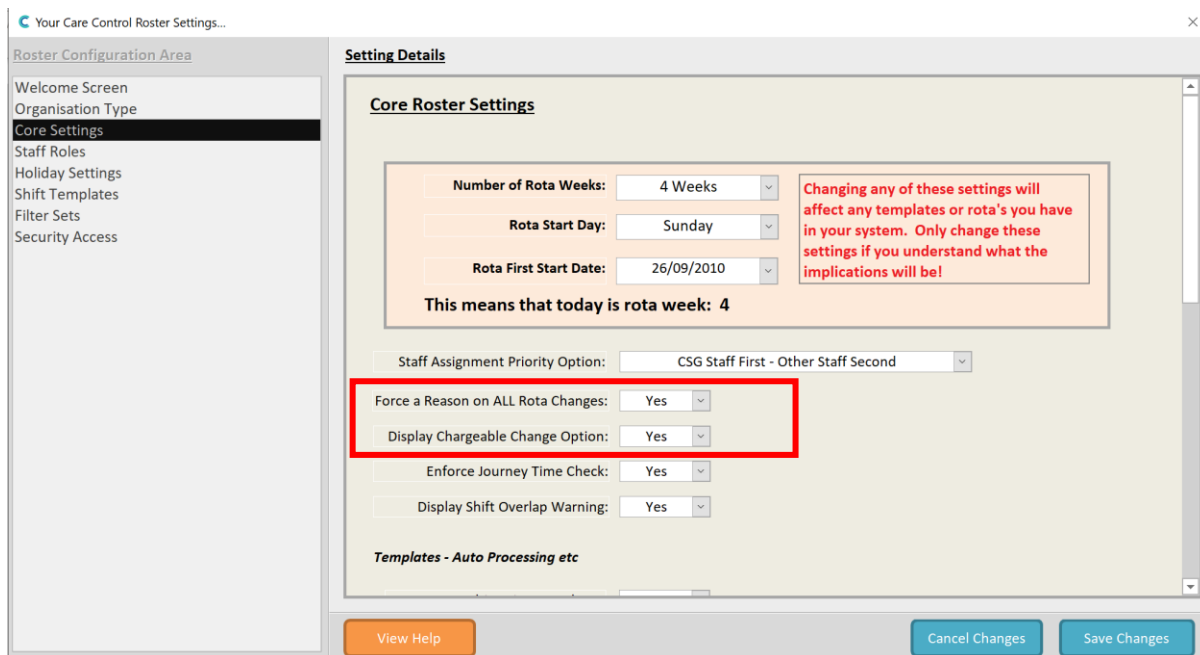 Your Care Control Roster Settings...
Roster Configuration Area
Welcome Screen
Organisation Type
Core Settings
Staff Roles
Holiday Settings
Shift Templates
Filter Sets
Security Access
Setting Details
Core Roster Settings
Number of Rota Weeks: 4 Weeks
Rota Start Day: Sunday
Rota First Start Date: 26/09/2010
This means that today is rota week: 4
Changing any of these settings will
affect any templates or rota's you have
in your system. Only change these
settings if you understand what the
implications will be!
Staff Assignment Priority Option: CSG Staff First - Other Staff Second
Force a Reason on ALL Rota Changes: Yes
Display Chargeable Change Option: Yes
Enforce Journey Time Check: Yes
Display Shift Overlap Warning: Yes
Templates - Auto Processing etc
View Help
Cancel Changes
Save Changes